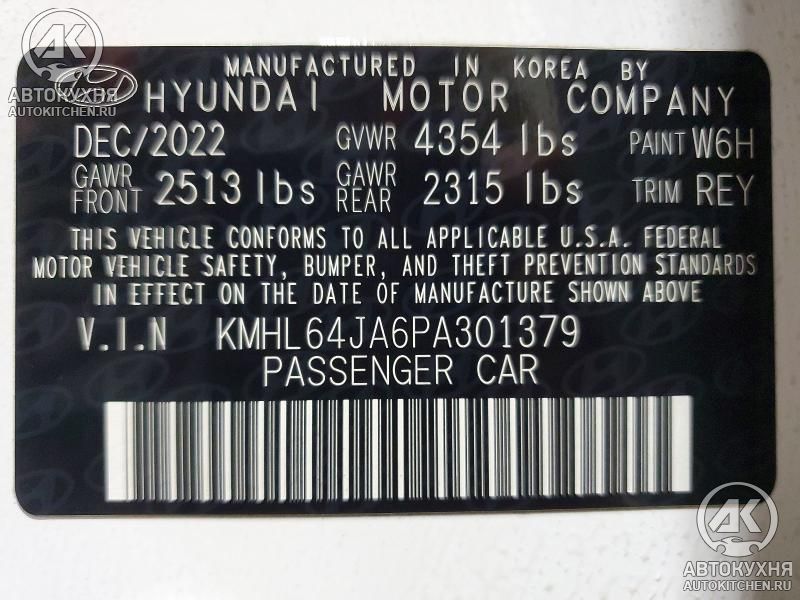 MANUFACTURED IN KOREA BY
HYUNDAI MOTOR COMPANY
DEC/2022 GVWR 4354 lbs PAINT W6H
GAWR FRONT 2513 lbs GAWR REAR 2315 lbs TRIM REY
THIS VEHICLE CONFORMS TO ALL APPLICABLE U.S.A. FEDERAL
MOTOR VEHICLE SAFETY, BUMPER, AND THEFT PREVENTION STANDARDS
IN EFFECT ON THE DATE OF MANUFACTURE SHOWN ABOVE
V.I.N KMHL64JA6PA301379
PASSENGER CAR
АК
АВТОКУХНЯ
AUTOKITCHEN.RU
АК
АВТОКУХНЯ
AUTOKITCHEN.RU